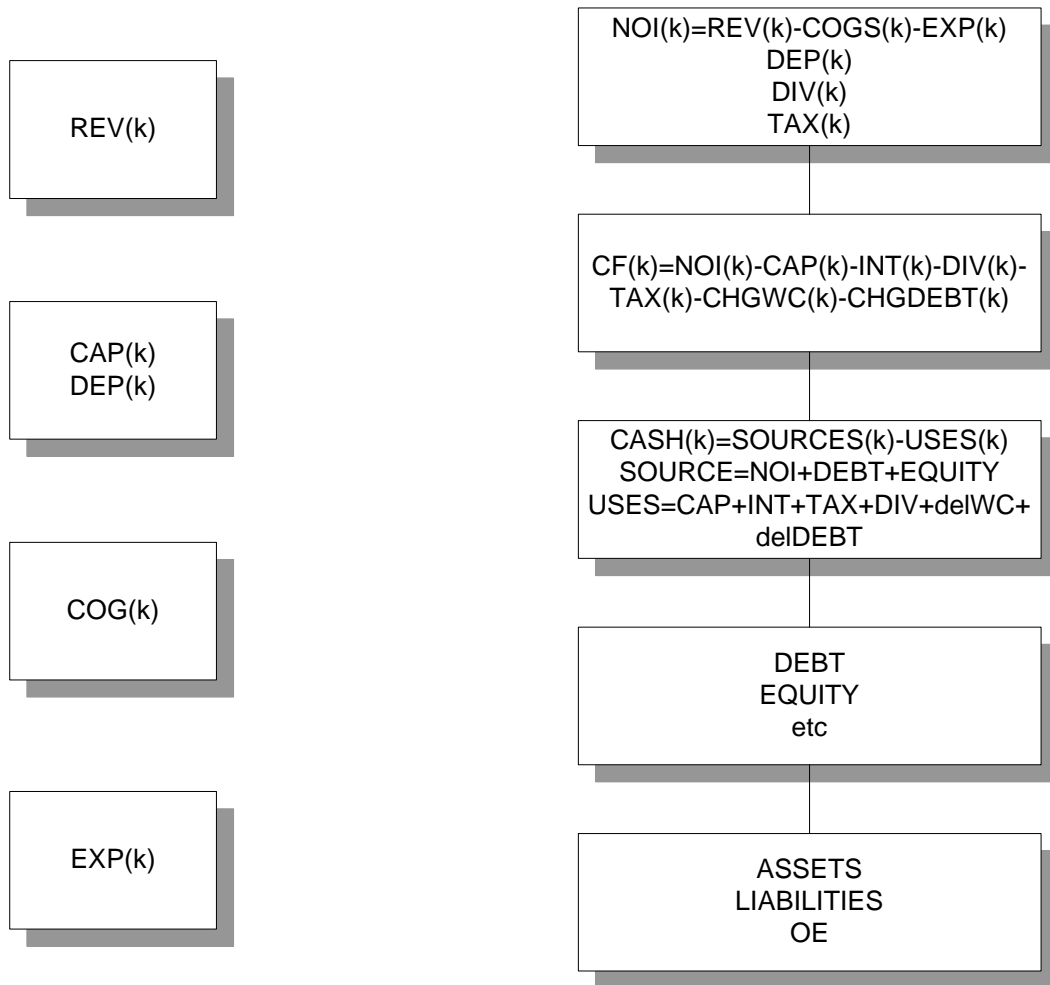 REV(k)
CAP(k)
DEP(k)
COG(k)
EXP(k)
NOI(k)=REV(k)-COGS(k)-EXP(k)
DEP(k)
DIV(k)
TAX(k)
CF(k)=NOI(k)-CAP(k)-INT(k)-DIV(k)-
TAX(k)-CHGWC(k)-CHGDEBT(k)
CASH(k)=SOURCES(k)-USES(k)
SOURCE=NOI+DEBT+EQUITY
USES=CAP+INT+TAX+DIV+delWC+
delDEBT
DEBT
EQUITY
etc
ASSETS
LIABILITIES
OE